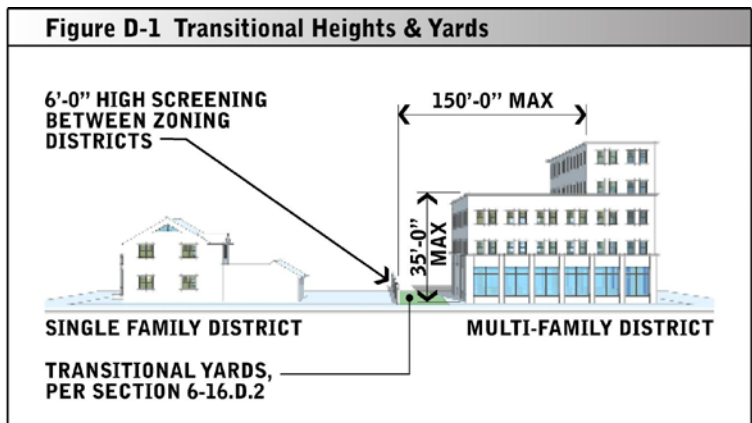 Figure D-1 Transitional Heights & Yards
6’-0” HIGH SCREENING
BETWEEN ZONING
DISTRICTS
150’-0” MAX
35’-0”
MAX
SINGLE FAMILY DISTRICT
MULTI-FAMILY DISTRICT
TRANSITIONAL YARDS,
PER SECTION 6-16.D.2